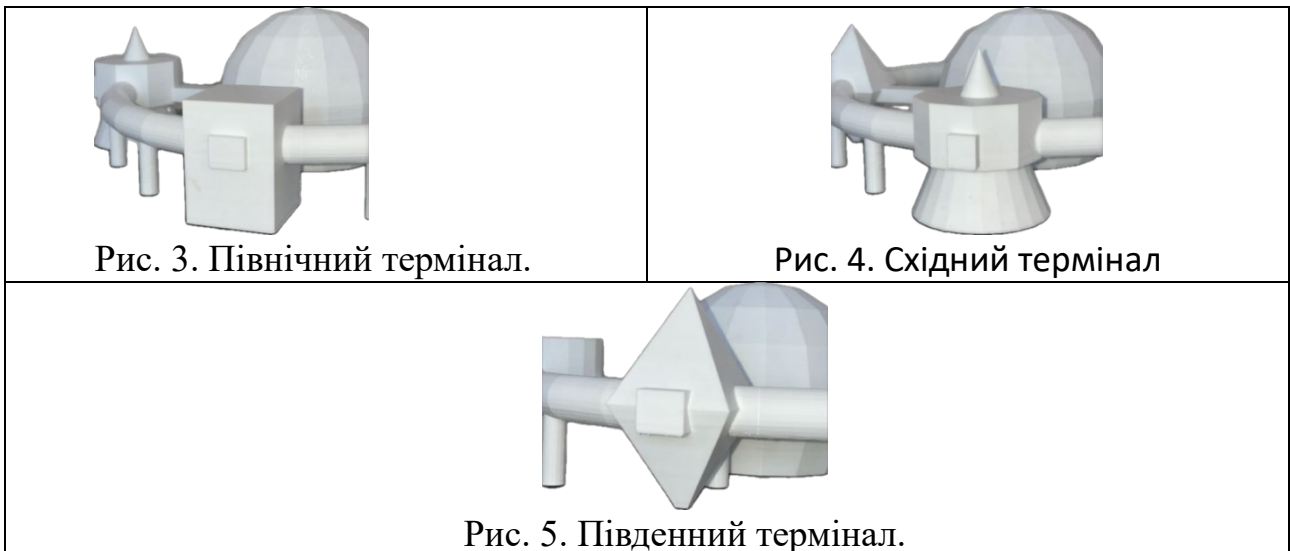 Рис. 3. Північний термінал.
Рис. 4. Східний термінал
Рис. 5. Південний термінал.